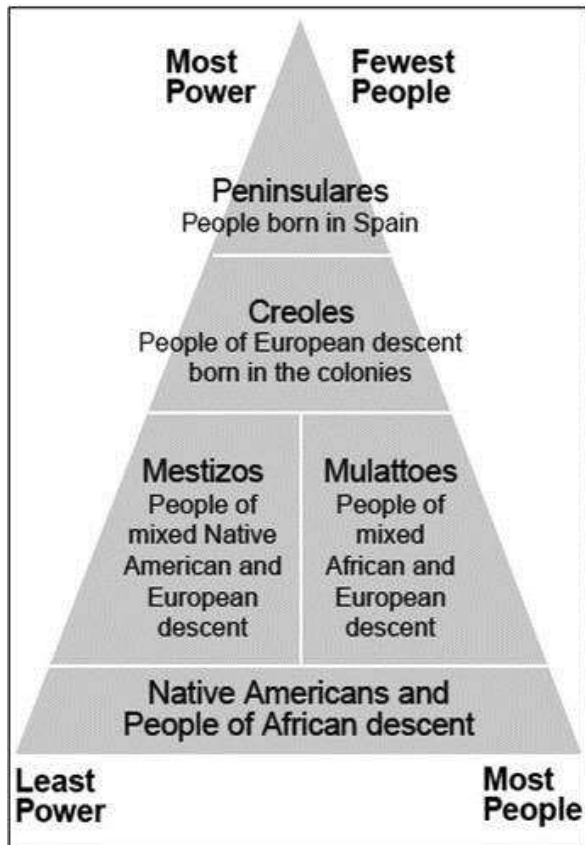 Most
Power
Fewest
People
Peninsulares
People born in Spain
Creoles
People of European descent
born in the colonies
Mestizos
People of
mixed Native
American and
European
descent
Mulattoes
People of
mixed
African and
European
descent
Native Americans and
People of African descent
Least
Power
Most
People